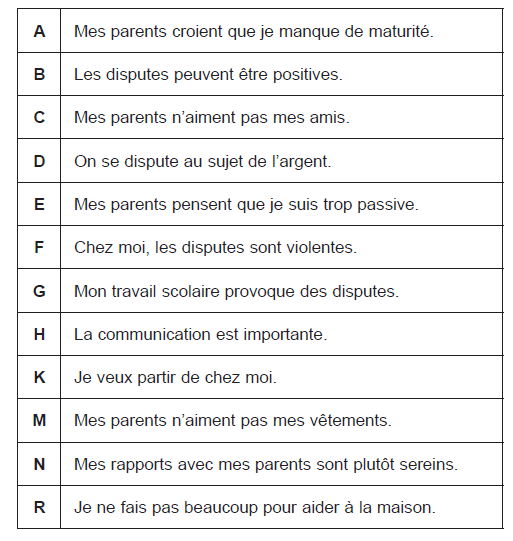 A Mes parents croient que je manque de maturité.
B Les disputes peuvent être positives.
C Mes parents n’aiment pas mes amis.
D On se dispute au sujet de l’argent.
E Mes parents pensent que je suis trop passive.
F Chez moi, les disputes sont violentes.
G Mon travail scolaire provoque des disputes.
H La communication est importante.
K Je veux partir de chez moi.
M Mes parents n’aiment pas mes vêtements.
N Mes rapports avec mes parents sont plutôt sereins.
R Je ne fais pas beaucoup pour aider à la maison.